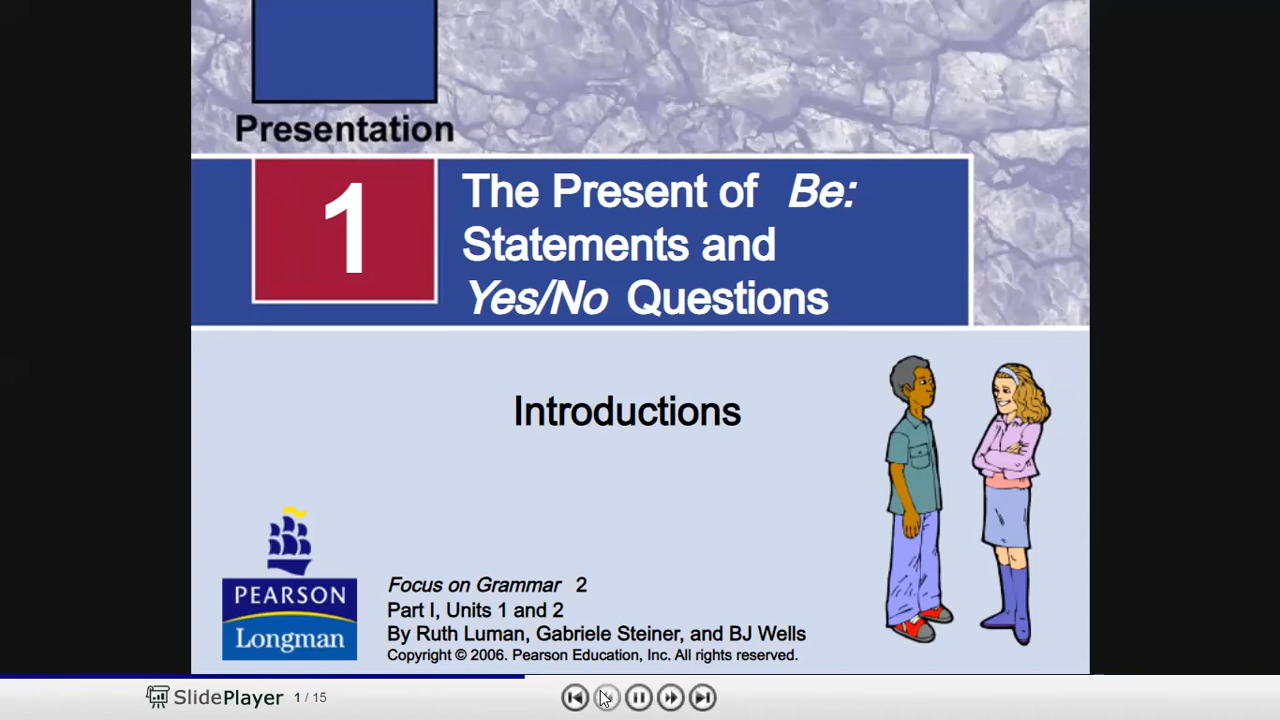 Presentation
1
The Present of Be:
Statements and
Yes/No Questions
Introductions
PEARSON
Longman
Focus on Grammar 2
Part I, Units 1 and 2
By Ruth Luman, Gabriele Steiner, and BJ Wells
Copyright © 2006. Pearson Education, Inc. All rights reserved.
SlidePlayer 1 / 15